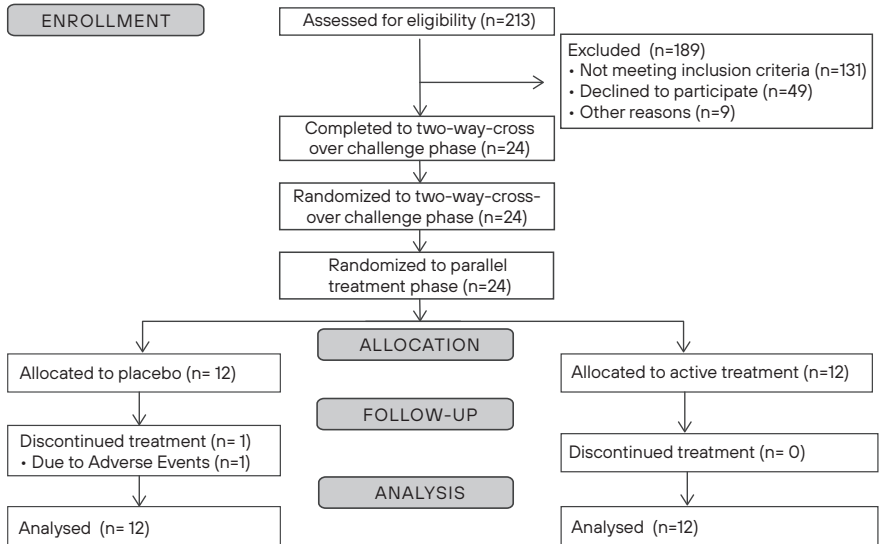 ENROLLMENT
Assessed for eligibility (n=213)
Excluded (n=189)
• Not meeting inclusion criteria (n=131)
• Declined to participate (n=49)
• Other reasons (n=9)
Completed to two-way-cross
over challenge phase (n=24)
Randomized to two-way-cross-
over challenge phase (n=24)
Randomized to parallel
treatment phase (n=24)
ALLOCATION
Allocated to placebo (n= 12)
Allocated to active treatment (n=12)
FOLLOW-UP
Discontinued treatment (n= 1)
• Due to Adverse Events (n=1)
Discontinued treatment (n= 0)
ANALYSIS
Analysed (n= 12)
Analysed (n=12)